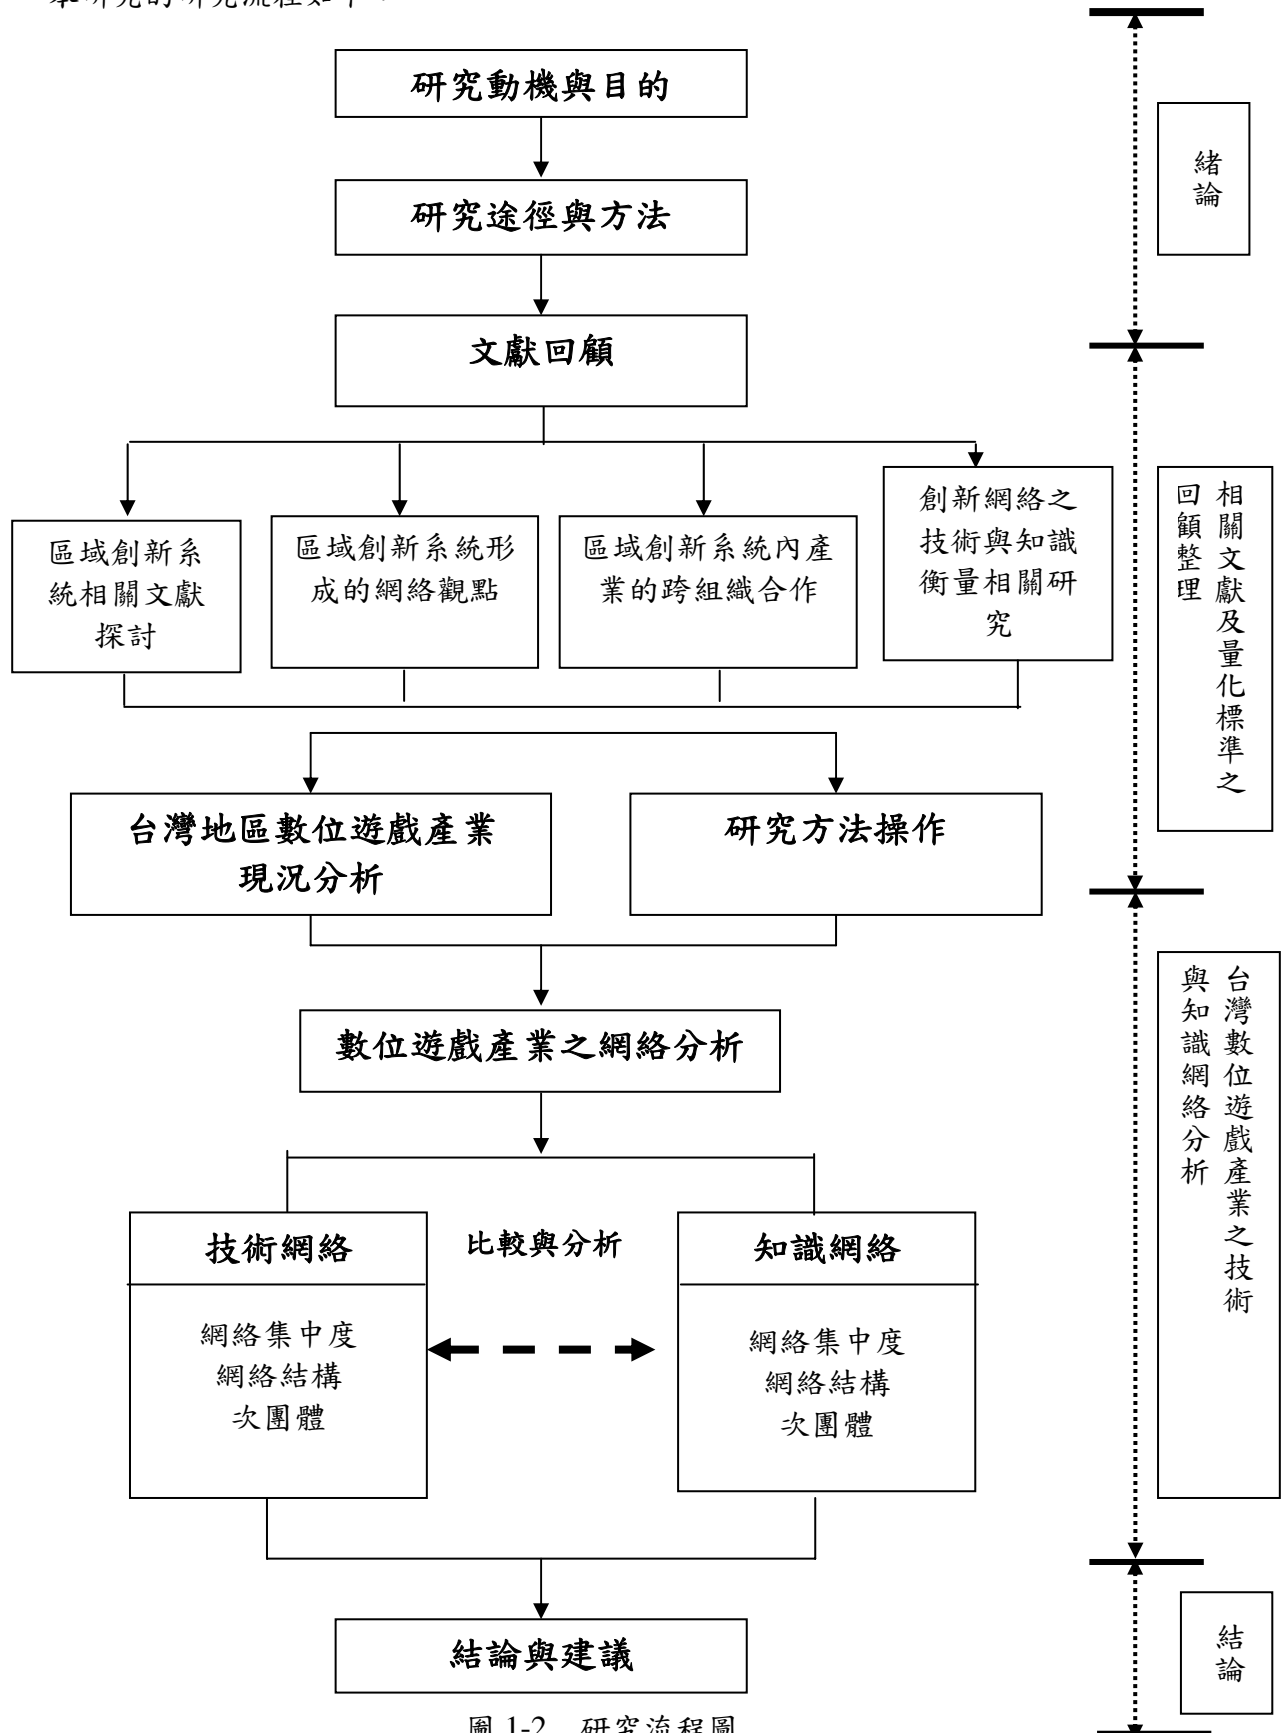 本研究的研究流程如下：
研究動機與目的
研究途徑與方法
文獻回顧
區域創新系
統相關文獻
探討
區域創新系統形
成的網絡觀點
區域創新系統內產
業的跨組織合作
創新網絡之
技術與知識
衡量相關研
究
台灣地區數位遊戲產業
現況分析
研究方法操作
數位遊戲產業之網絡分析
技術網絡
網絡集中度
網絡結構
次團體
比較與分析
知識網絡
網絡集中度
網絡結構
次團體
結論與建議
緒論
相關文獻及量化標準之
回顧整理
台灣數位遊戲產業之技術
與知識網絡分析
結論
圖 1-2 研究流程圖